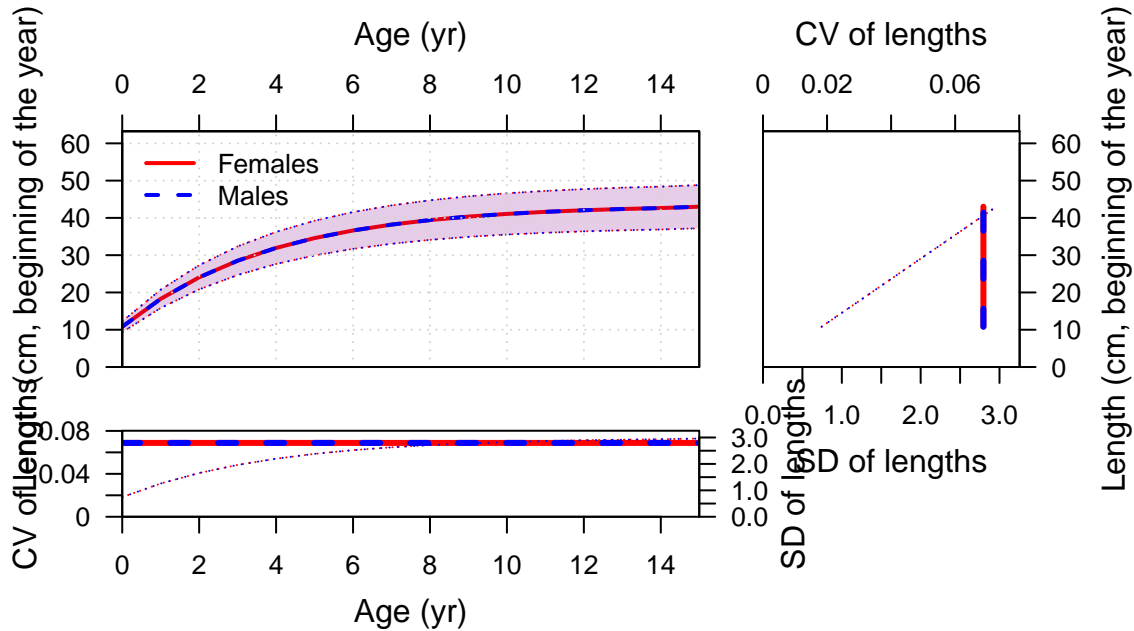 Age (yr)
0 2 4 6 8 10 12 14
Length (cm, beginning of the year)
60
50
40
30
20
10
0
Females
Males
CV of lengths
0 0.02 0.06
60
50
40
30
20
10
0
Length (cm, beginning of the year)
0.0 1.0 2.0 3.0
SD of lengths
CV of lengths
0.08
0.04
0
3.0
2.0
1.0
0.0
SD of lengths
0 2 4 6 8 10 12 14
Age (yr)